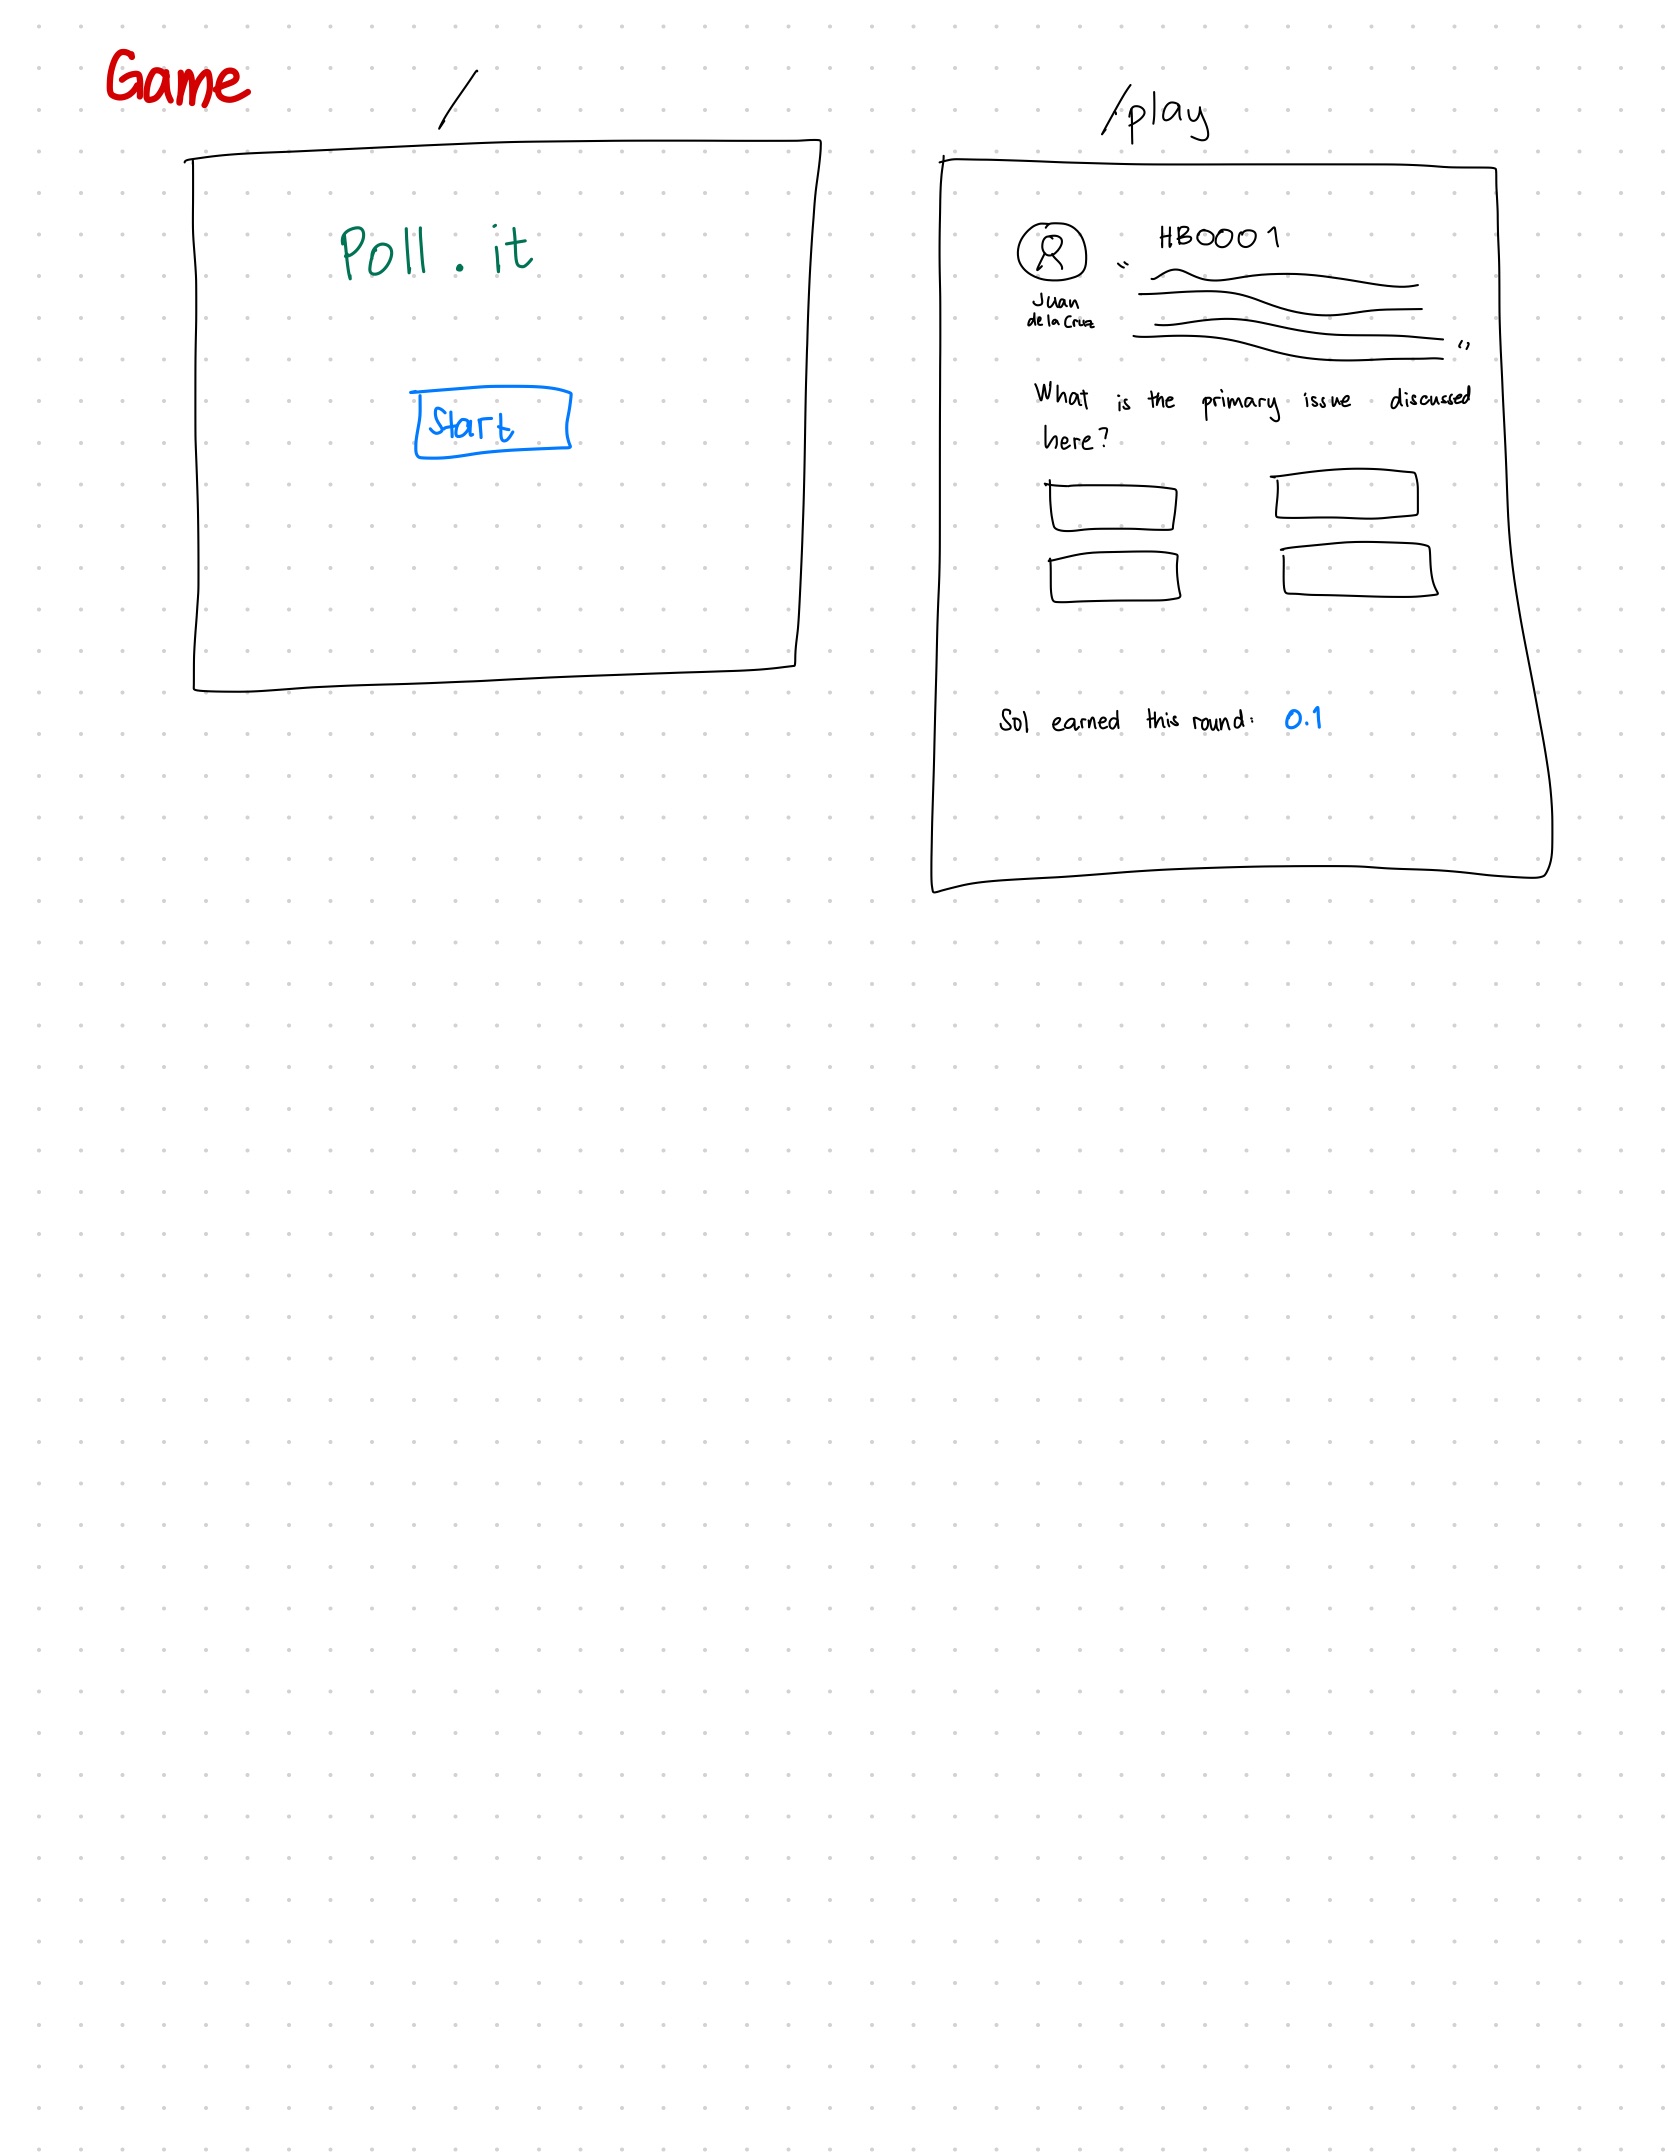 Game
/
Poll.it
Start
/play
HB0001
Juan
de la Cruz
"
"
What is the primary issue discussed
here?
Sol earned this round: 0.1